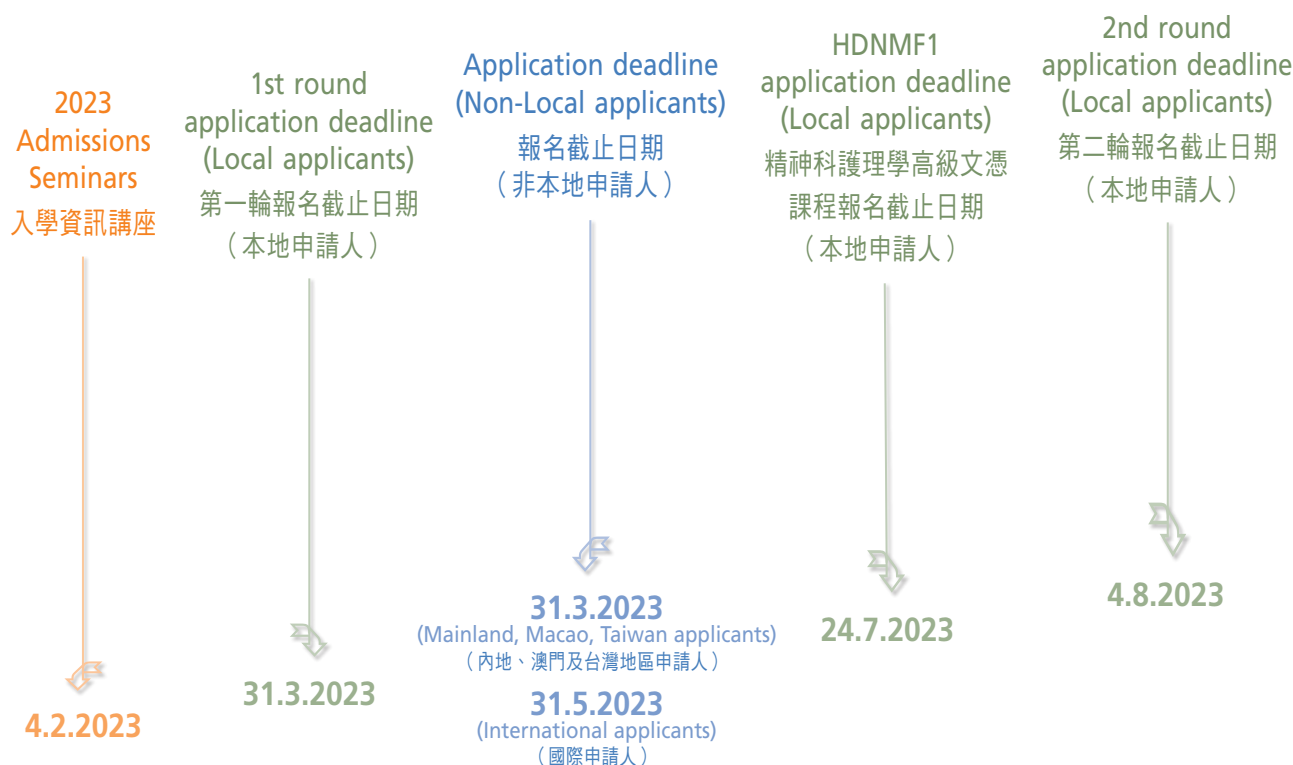 2023
Admissions
Seminars
入學資訊講座
4.2.2023
1st round
application deadline
(Local applicants)
第一輪報名截止日期
（本地申請人）
31.3.2023
Application deadline
(Non-Local applicants)
報名截止日期
（非本地申請人）
31.3.2023
(Mainland, Macao, Taiwan applicants)
（內地、澳門及台灣地區申請人）
31.5.2023
(International applicants)
（國際申請人）
HDNMF1
application deadline
(Local applicants)
精神科護理學高級文憑
課程報名截止日期
（本地申請人）
24.7.2023
2nd round
application deadline
(Local applicants)
第二輪報名截止日期
（本地申請人）
4.8.2023